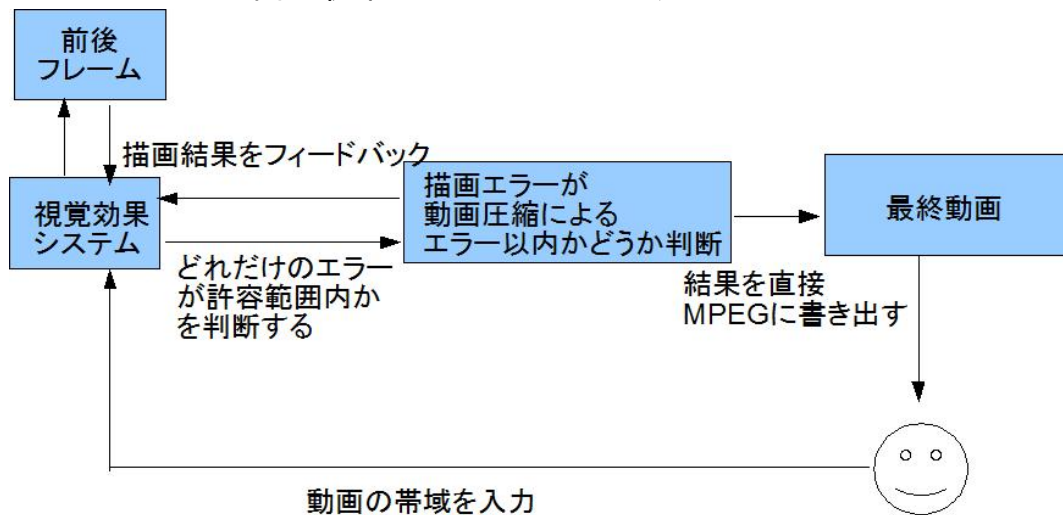 前後
フレーム
描画結果をフィードバック
視覚効果
システム
描画エラーが
動画圧縮による
エラー以内かどうか判断
最終動画
どれだけのエラー
が許容範囲内か
を判断する
結果を直接
MPEGに書き出す
動画の帯域を入力